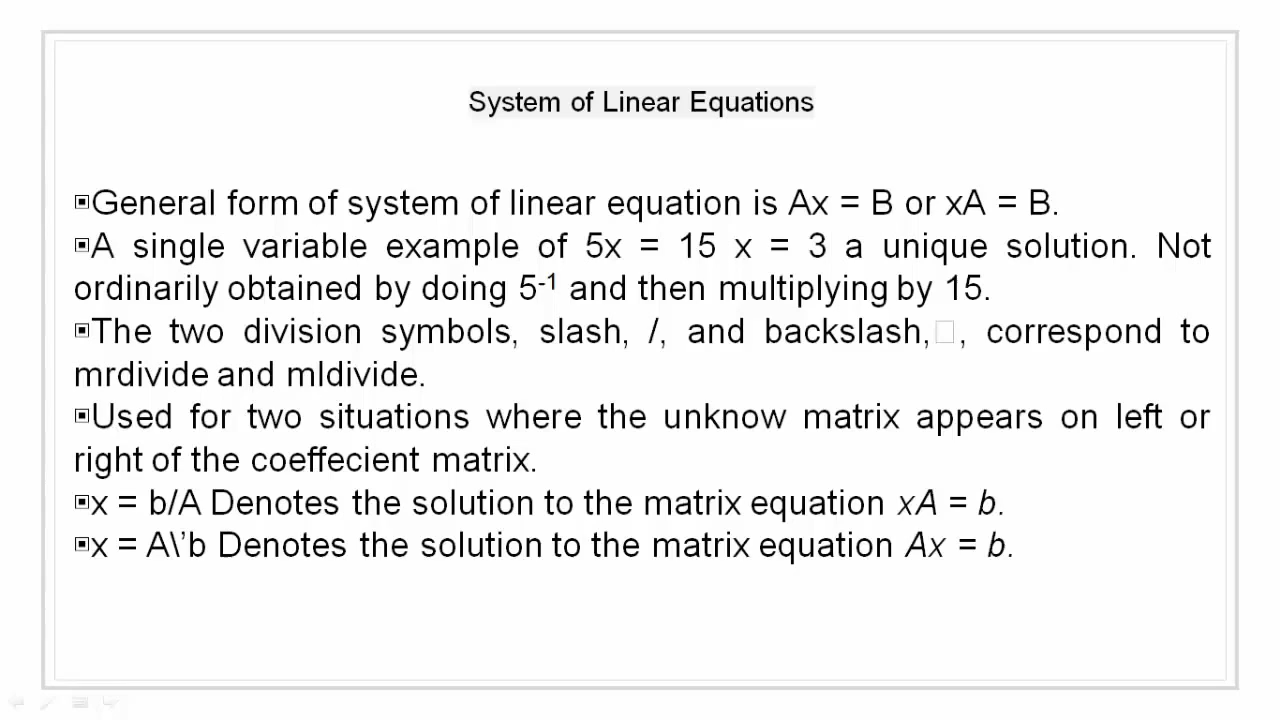 System of Linear Equations
▣General form of system of linear equation is Ax = B or xA = B.
▣A single variable example of 5x = 15 x = 3 a unique solution. Not
ordinarily obtained by doing 5⁻¹ and then multiplying by 15.
▣The two division symbols, slash, /, and backslash,□, correspond to
mrdivide and mldivide.
▣Used for two situations where the unknow matrix appears on left or
right of the coeffecient matrix.
▣x = b/A Denotes the solution to the matrix equation xA = b.
▣x = A\’b Denotes the solution to the matrix equation Ax = b.